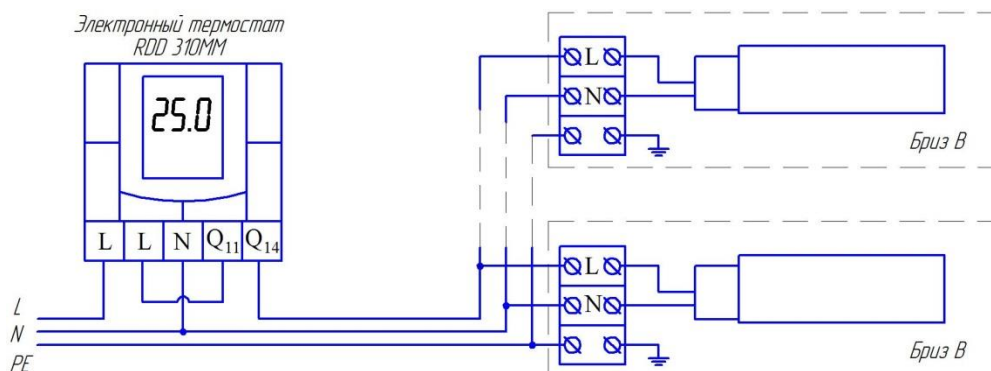 Электронный термостат
RDD 310MM
25.0
L L N Q11 Q14
L
N
PE
L
N
Бриз В
L
N
Бриз В